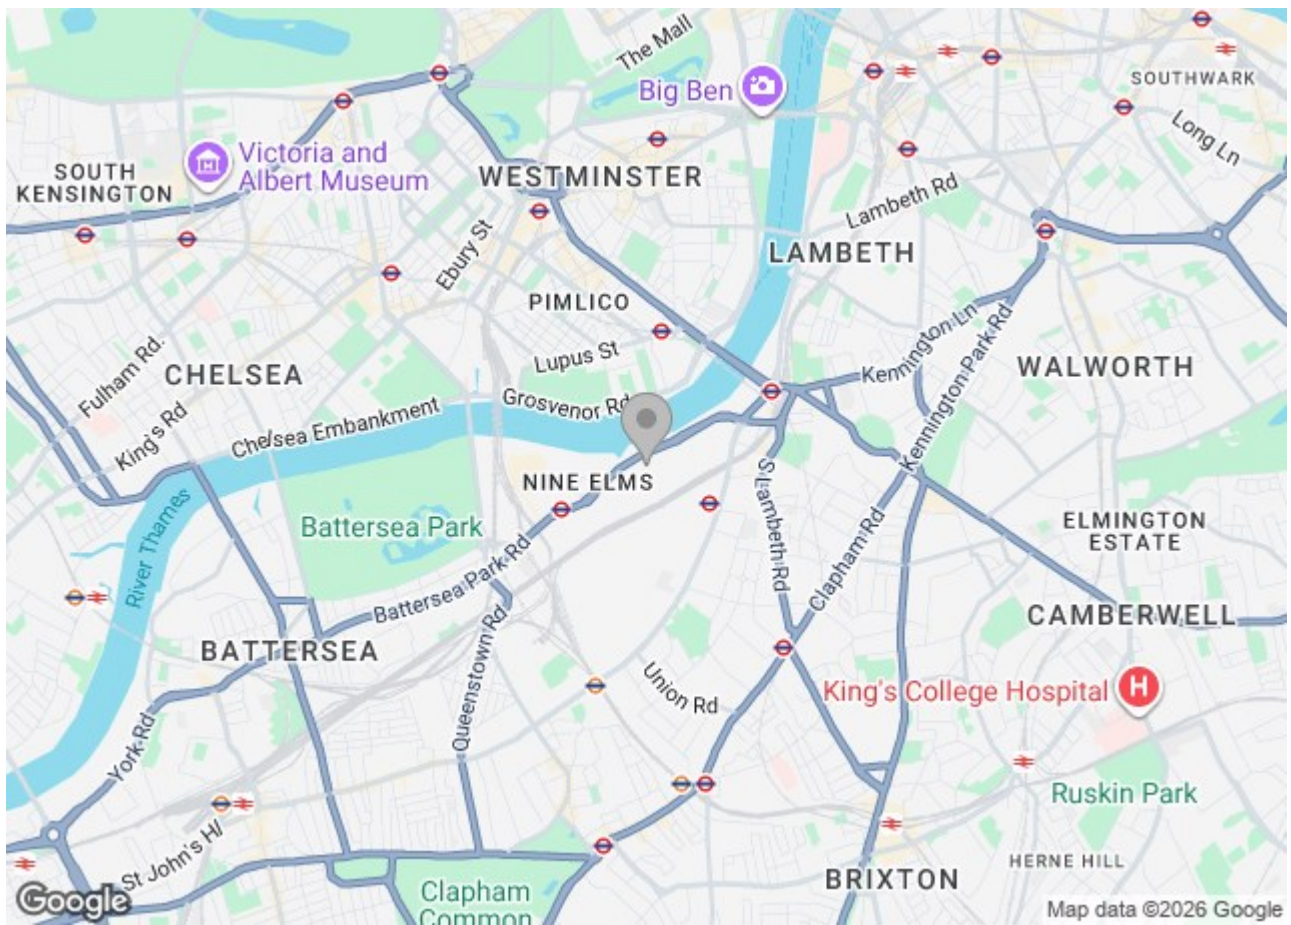 The Mall
Big Ben
SOUTHWARK
Long Ln
Victoria and
Albert Museum
SOUTH
KENSINGTON
WESTMINSTER
Lambeth Rd
Ebury St
LAMBETH
PIMLICO
Lupus St
Kennington Ln
Kennington Park Rd
WALWORTH
Fulham Rd.
CHELSEA
King's Rd
Chelsea Embankment
Grosvenor Rd
NINE ELMS
S Lambeth Rd
Clapham Rd
ELMINGTON
ESTATE
River Thames
Battersea Park
Battersea Park Rd
CAMBERWELL
BATTERSEA
Queenstown Rd
Union Rd
King's College Hospital
H
York Rd
Ruskin Park
St John's Hl
HERNE HILL
BRIXTON
Clapham
Common
Google
Map data ©2026 Google